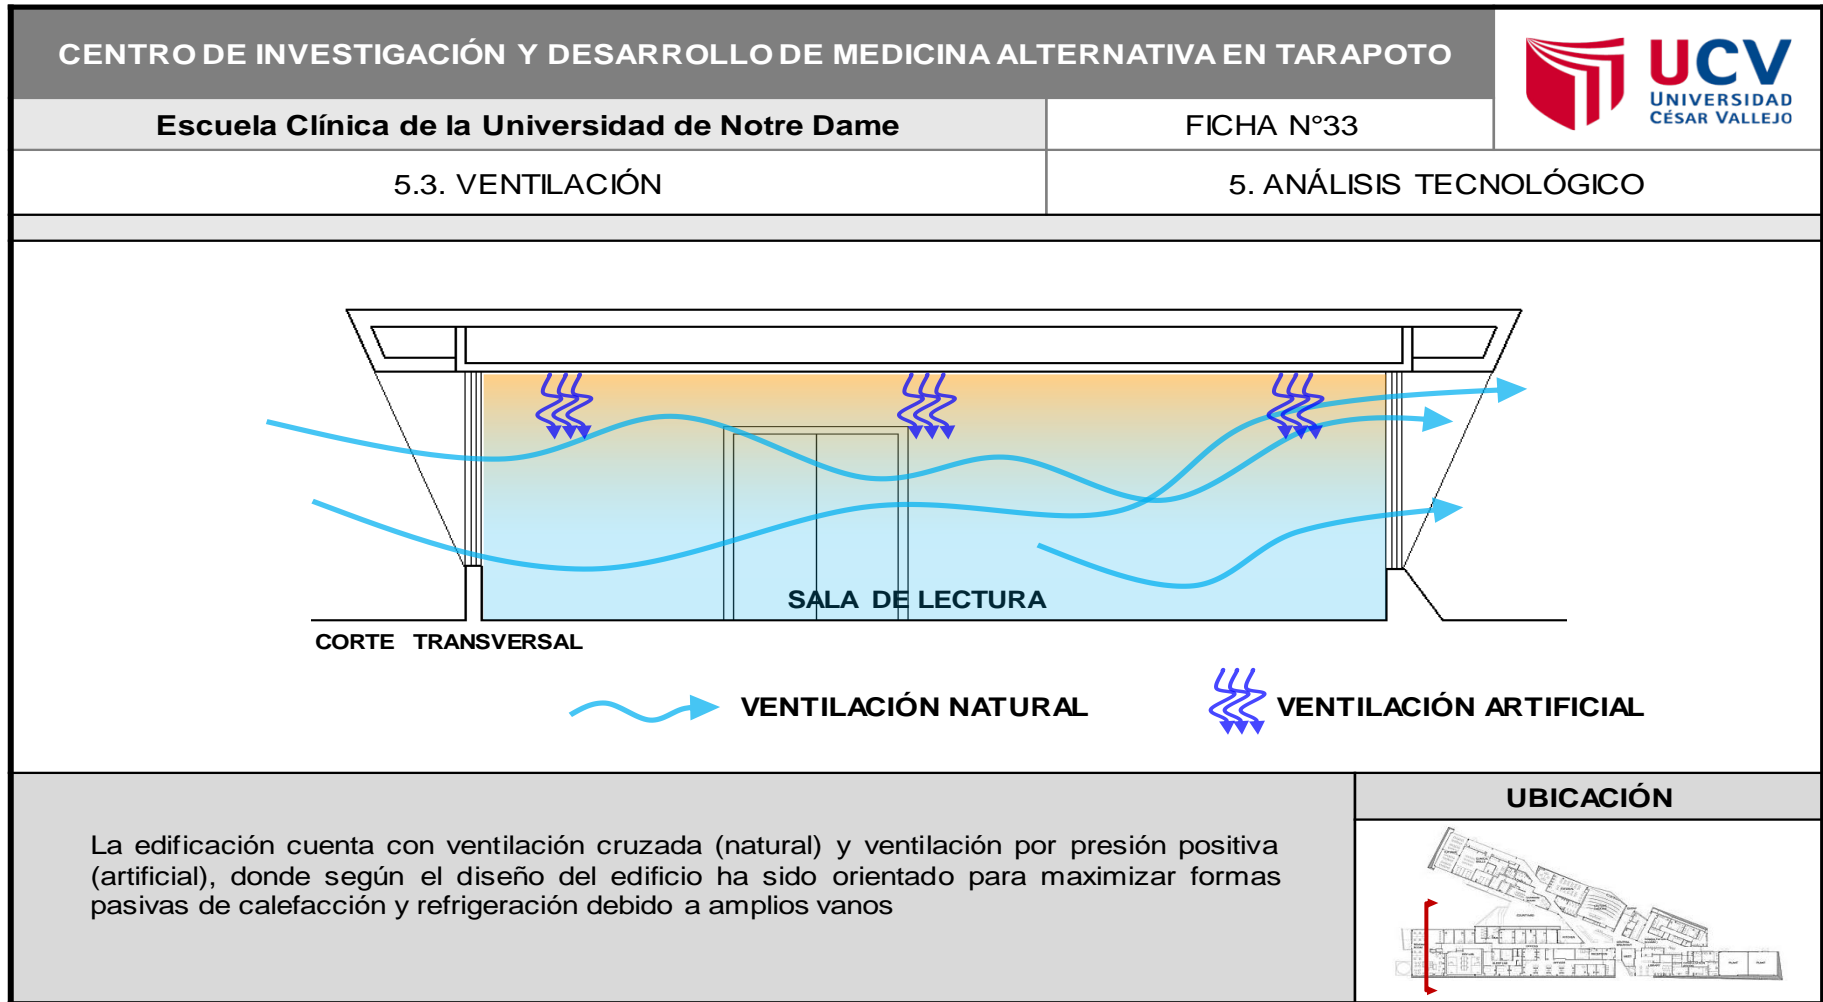 CENTRO DE INVESTIGACIÓN Y DESARROLLO DE MEDICINA ALTERNATIVA EN TARAPOTO
UCV
UNIVERSIDAD
CÉSAR VALLEJO
Escuela Clínica de la Universidad de Notre Dame
FICHA N°33
5.3. VENTILACIÓN
5. ANÁLISIS TECNOLÓGICO
SALA DE LECTURA
CORTE TRANSVERSAL
VENTILACIÓN NATURAL
VENTILACIÓN ARTIFICIAL
La edificación cuenta con ventilación cruzada (natural) y ventilación por presión positiva
(artificial), donde según el diseño del edificio ha sido orientado para maximizar formas
pasivas de calefacción y refrigeración debido a amplios vanos
UBICACIÓN